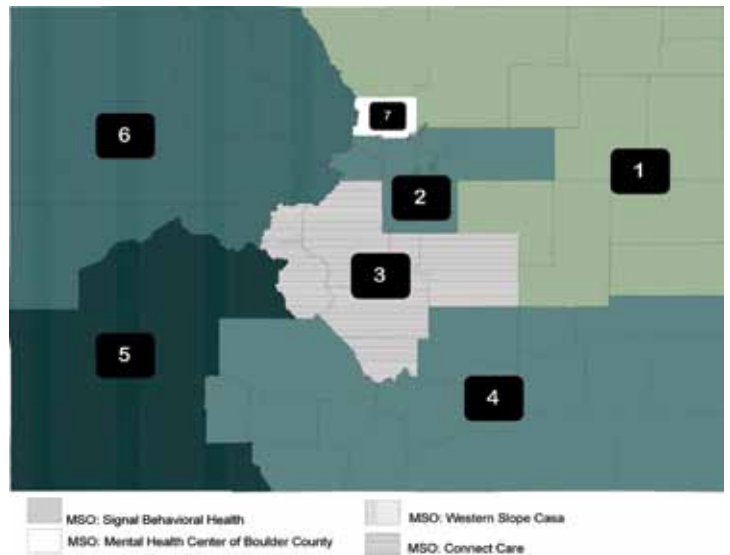 7
6
1
2
3
5
4
MSO: Signal Behavioral Health
MSO: Western Slope Casa
MSO: Mental Health Center of Boulder County
MSO: Connect Care